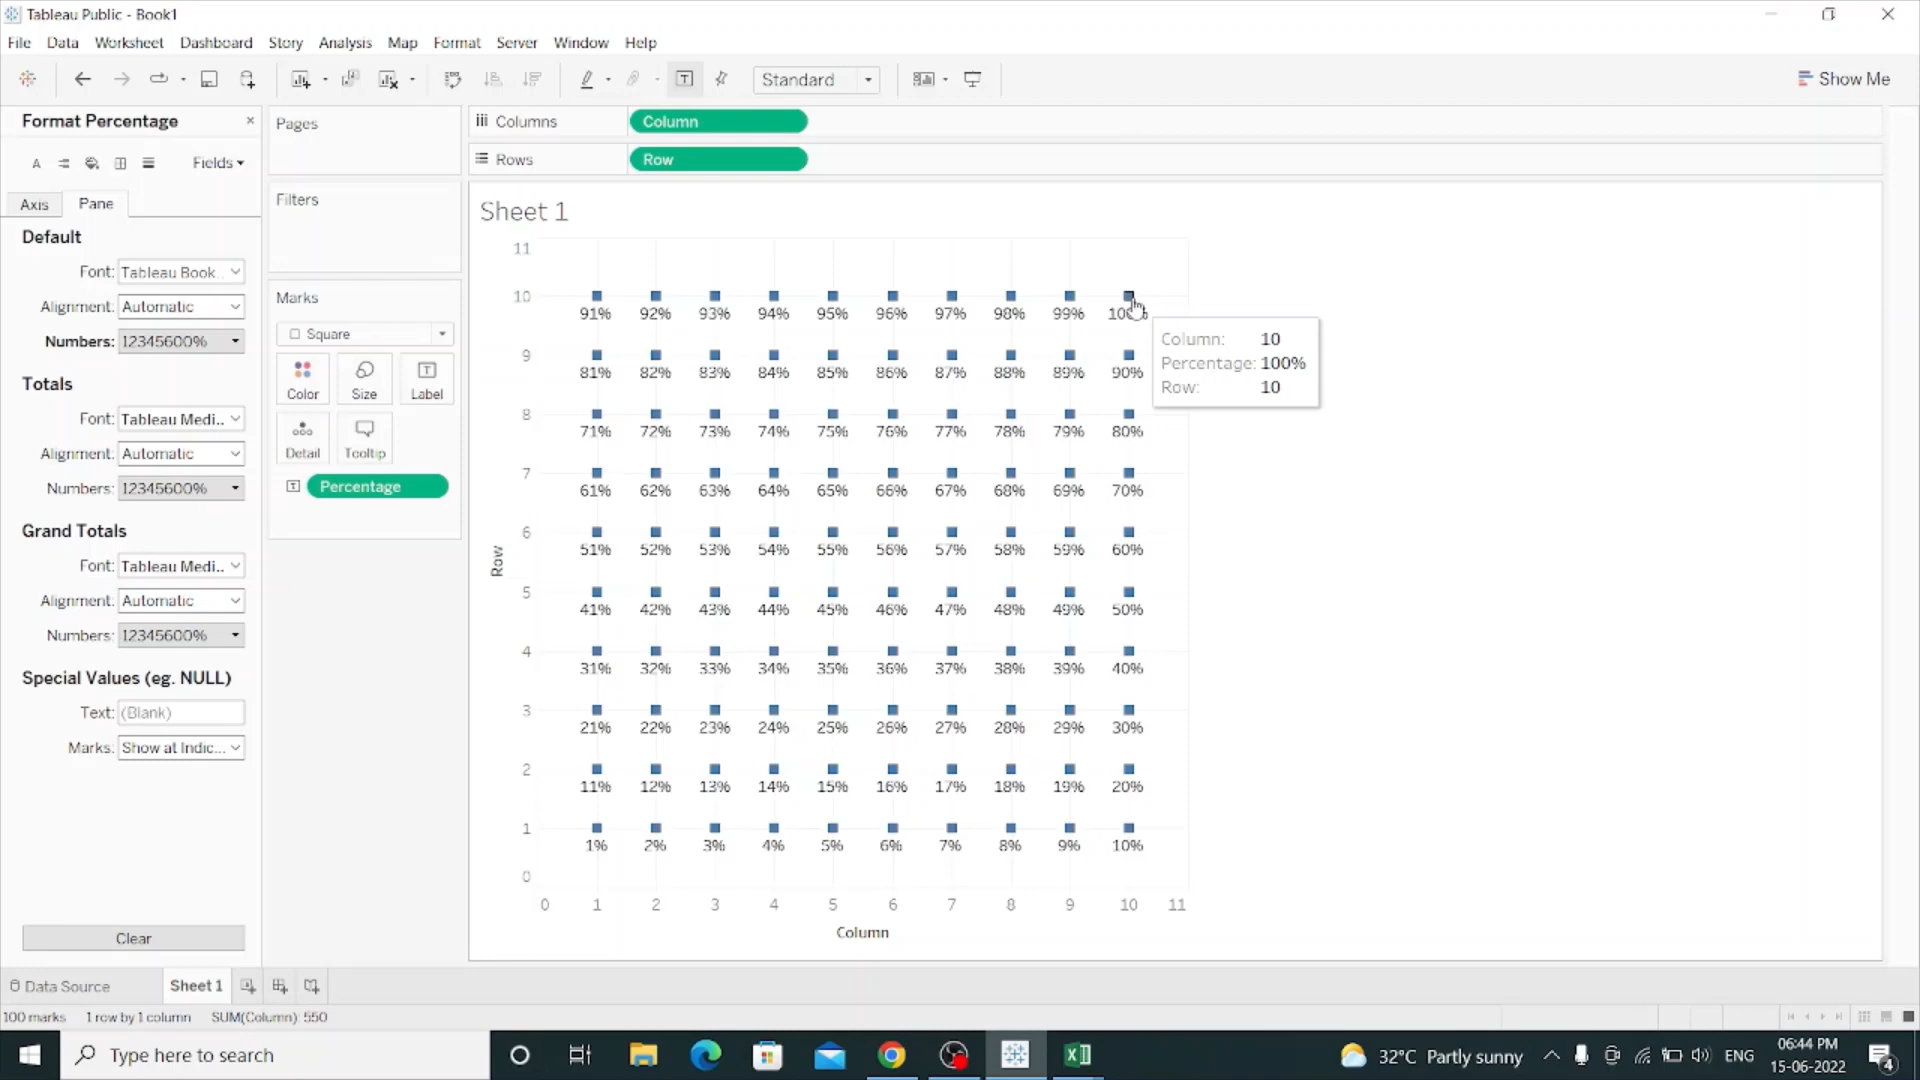 Tableau Public - Book1
File Data Worksheet Dashboard Story Analysis Map Format Server Window Help
Standard
Show Me
Format Percentage
Fields
Axis Pane
Default
Font: Tableau Book..
Alignment: Automatic
Numbers: 12345600%
Totals
Font: Tableau Medi..
Alignment: Automatic
Numbers: 12345600%
Grand Totals
Font: Tableau Medi..
Alignment: Automatic
Numbers: 12345600%
Special Values (eg. NULL)
Text: (Blank)
Marks: Show at Indic...
Clear
Pages
Filters
Marks
Square
Color Size Label
Detail Tooltip
Percentage
Columns Column
Rows Row
Sheet 1
11
10
91% 92% 93% 94% 95% 96% 97% 98% 99%
9
81% 82% 83% 84% 85% 86% 87% 88% 89% 90%
8
71% 72% 73% 74% 75% 76% 77% 78% 79% 80%
7
61% 62% 63% 64% 65% 66% 67% 68% 69% 70%
6
51% 52% 53% 54% 55% 56% 57% 58% 59% 60%
5
41% 42% 43% 44% 45% 46% 47% 48% 49% 50%
4
31% 32% 33% 34% 35% 36% 37% 38% 39% 40%
3
21% 22% 23% 24% 25% 26% 27% 28% 29% 30%
2
11% 12% 13% 14% 15% 16% 17% 18% 19% 20%
1
1% 2% 3% 4% 5% 6% 7% 8% 9% 10%
0
0 1 2 3 4 5 6 7 8 9 10 11
Row
Column
Column: 10
Percentage: 100%
Row: 10
Data Source Sheet 1
100 marks 1 row by 1 column SUM(Column): 550
Type here to search
32°C Partly sunny
ENG
06:44 PM
15-06-2022
4